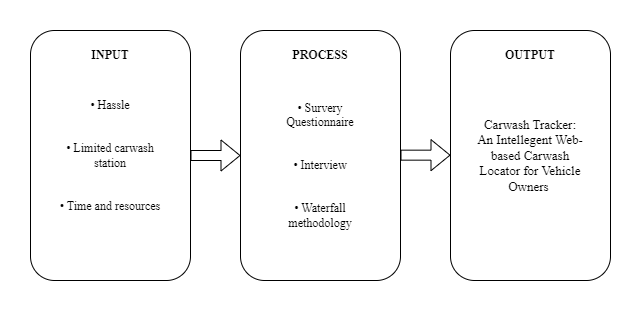 INPUT
• Hassle
• Limited carwash
station
• Time and resources
PROCESS
• Survery
Questionnaire
• Interview
• Waterfall
methodology
OUTPUT
Carwash Tracker:
An Intellegent Web-
based Carwash
Locator for Vehicle
Owners